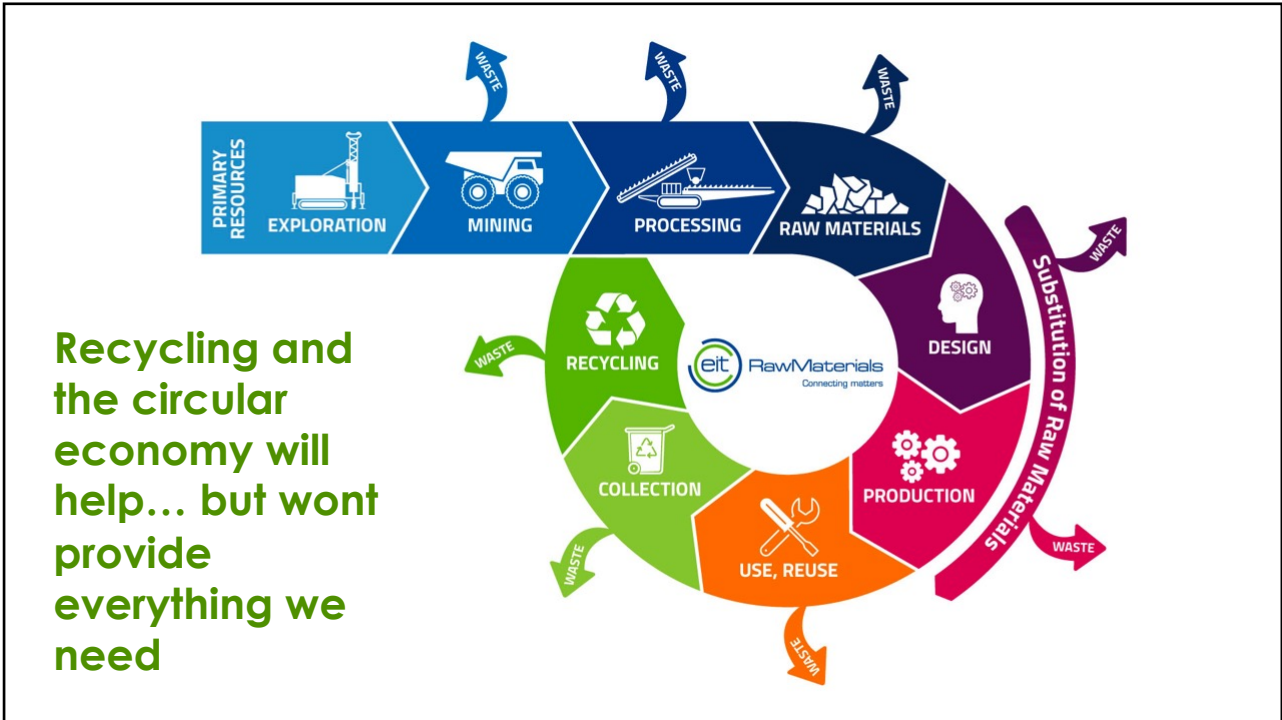 WASTE
WASTE
WASTE
PRIMARY
RESOURCES
EXPLORATION
MINING
PROCESSING
RAW MATERIALS
WASTE
Substitution of Raw Materials
DESIGN
RECYCLING
WASTE
eit RawMaterials
Connecting matters
Recycling and
the circular
economy will
help... but wont
provide
everything we
need
COLLECTION
PRODUCTION
WASTE
WASTE
USE, REUSE
WASTE